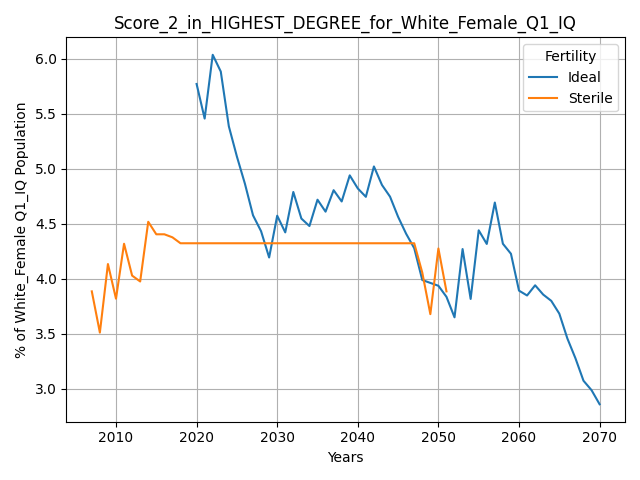 Score_2_in_HIGHEST_DEGREE_for_White_Female_Q1_IQ
% of White_Female Q1_IQ Population
6.0
5.5
5.0
4.5
4.0
3.5
3.0
Fertility
Ideal
Sterile
2010 2020 2030 2040 2050 2060 2070
Years